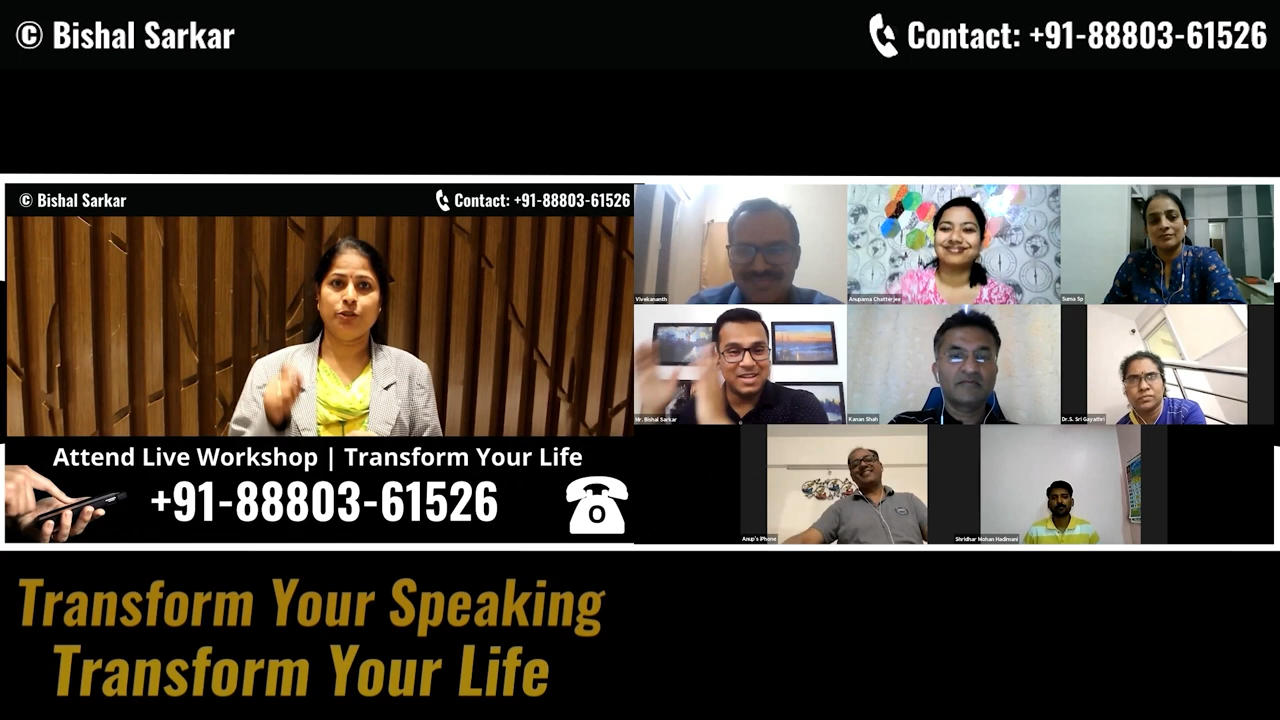 © Bishal Sarkar
Contact: +91-88803-61526
© Bishal Sarkar
Contact: +91-88803-61526
Attend Live Workshop | Transform Your Life
+91-88803-61526
Vivekananth
Anupama Chatterjee
Suma Sp
Mr. Bishal Sarkar
Kanan Shah
Dr.S. Sri Gayathri
Anup's iPhone
Shridhar Mohan Hadimani
Transform Your Speaking
Transform Your Life